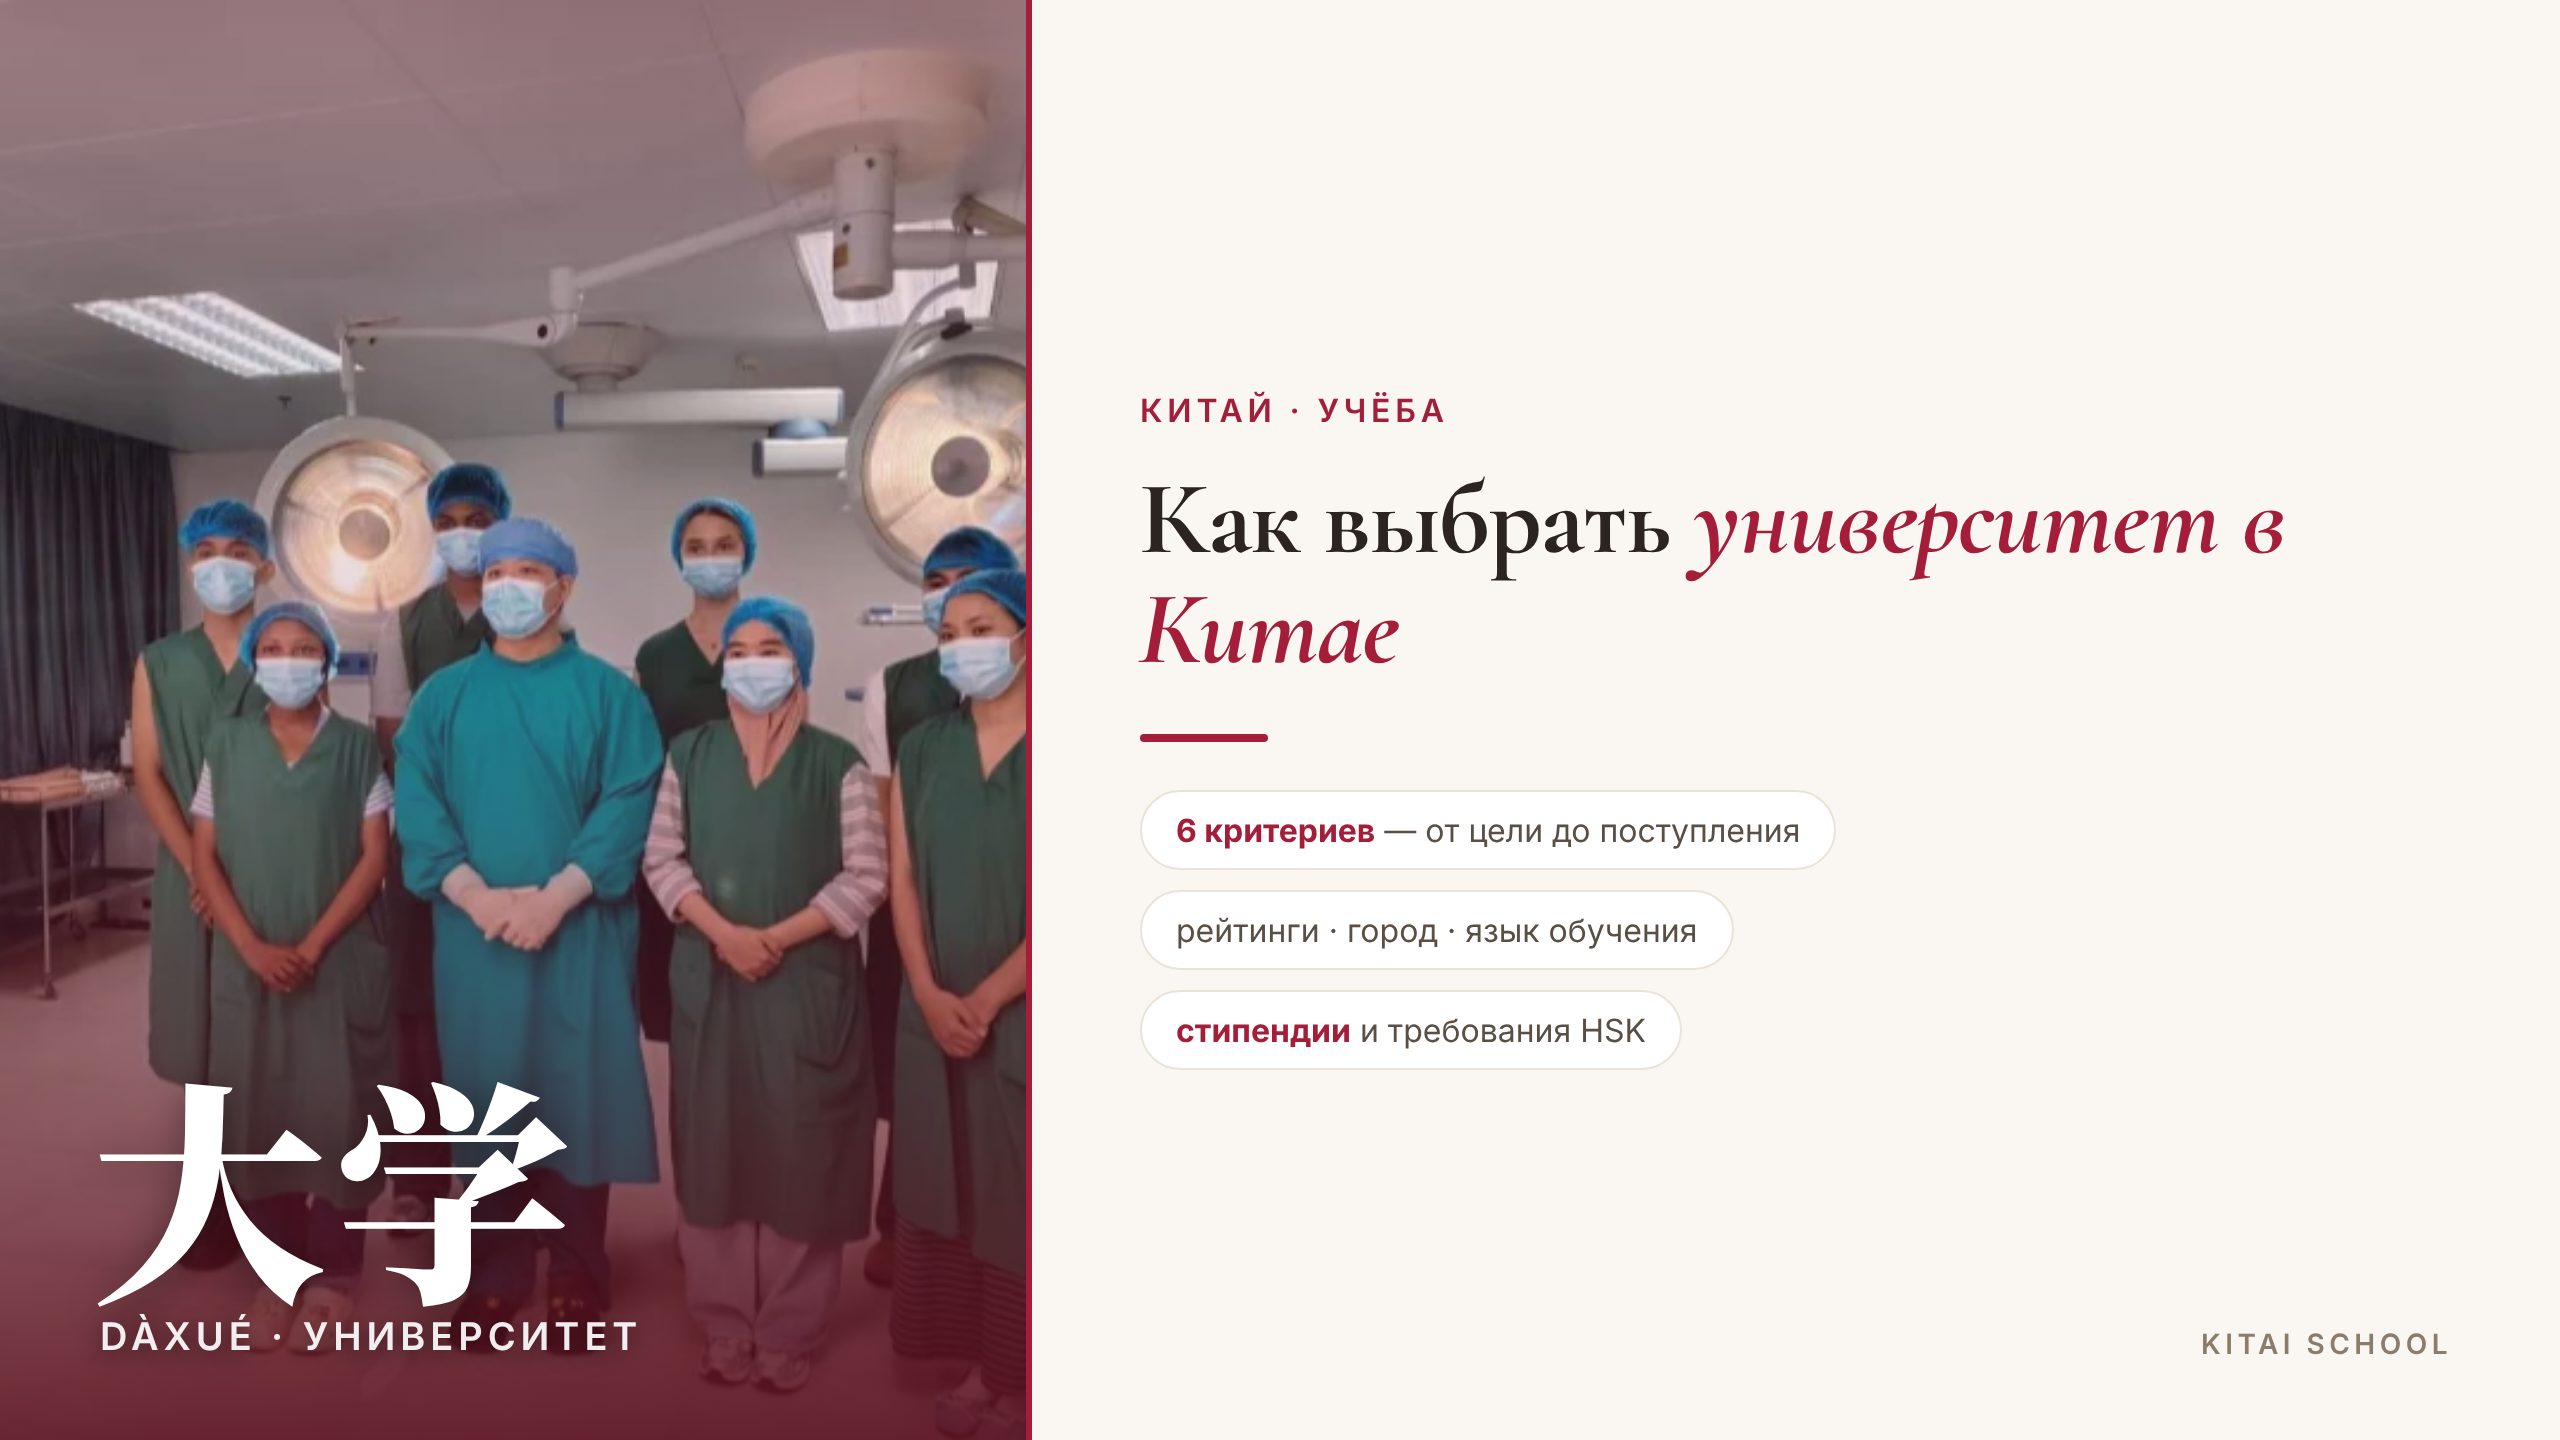 大学
DÀXUÉ · УНИВЕРСИТЕТ
КИТАЙ · УЧЁБА
Как выбрать университет в
Китае
6 критериев — от цели до поступления
рейтинги · город · язык обучения
стипендии и требования HSK
KITAI SCHOOL